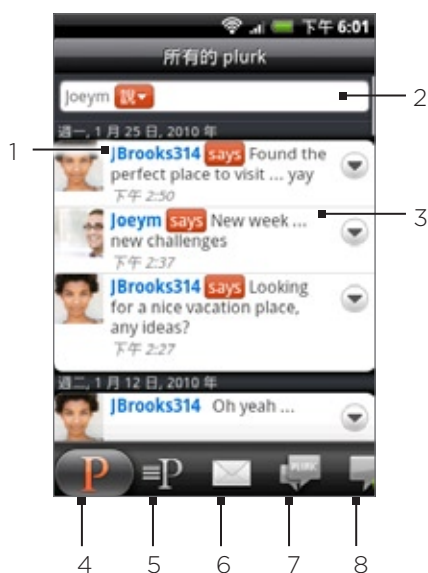 下午 6:01
所有的 plurk
Joeym 說
2
週一, 1 月 25 日, 2010 年
1
JBrooks314 says Found the
perfect place to visit ... yay
下午 2:50
Joeym says New week ...
3
new challenges
下午 2:37
JBrooks314 says Looking
for a nice vacation place,
any ideas?
下午 2:27
週二, 1 月 12 日, 2010 年
JBrooks314 Oh yeah ...
P P PLURK
4 5 6 7 8